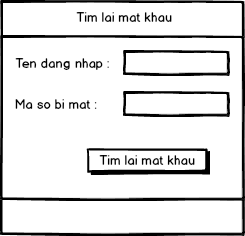 Tim lai mat khau
Ten dang nhap :
Ma so bi mat :
Tim lai mat khau